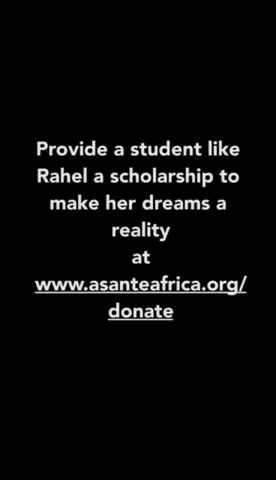 Provide a student like
Rahel a scholarship to
make her dreams a
reality
at
www.asanteafrica.org/
donate